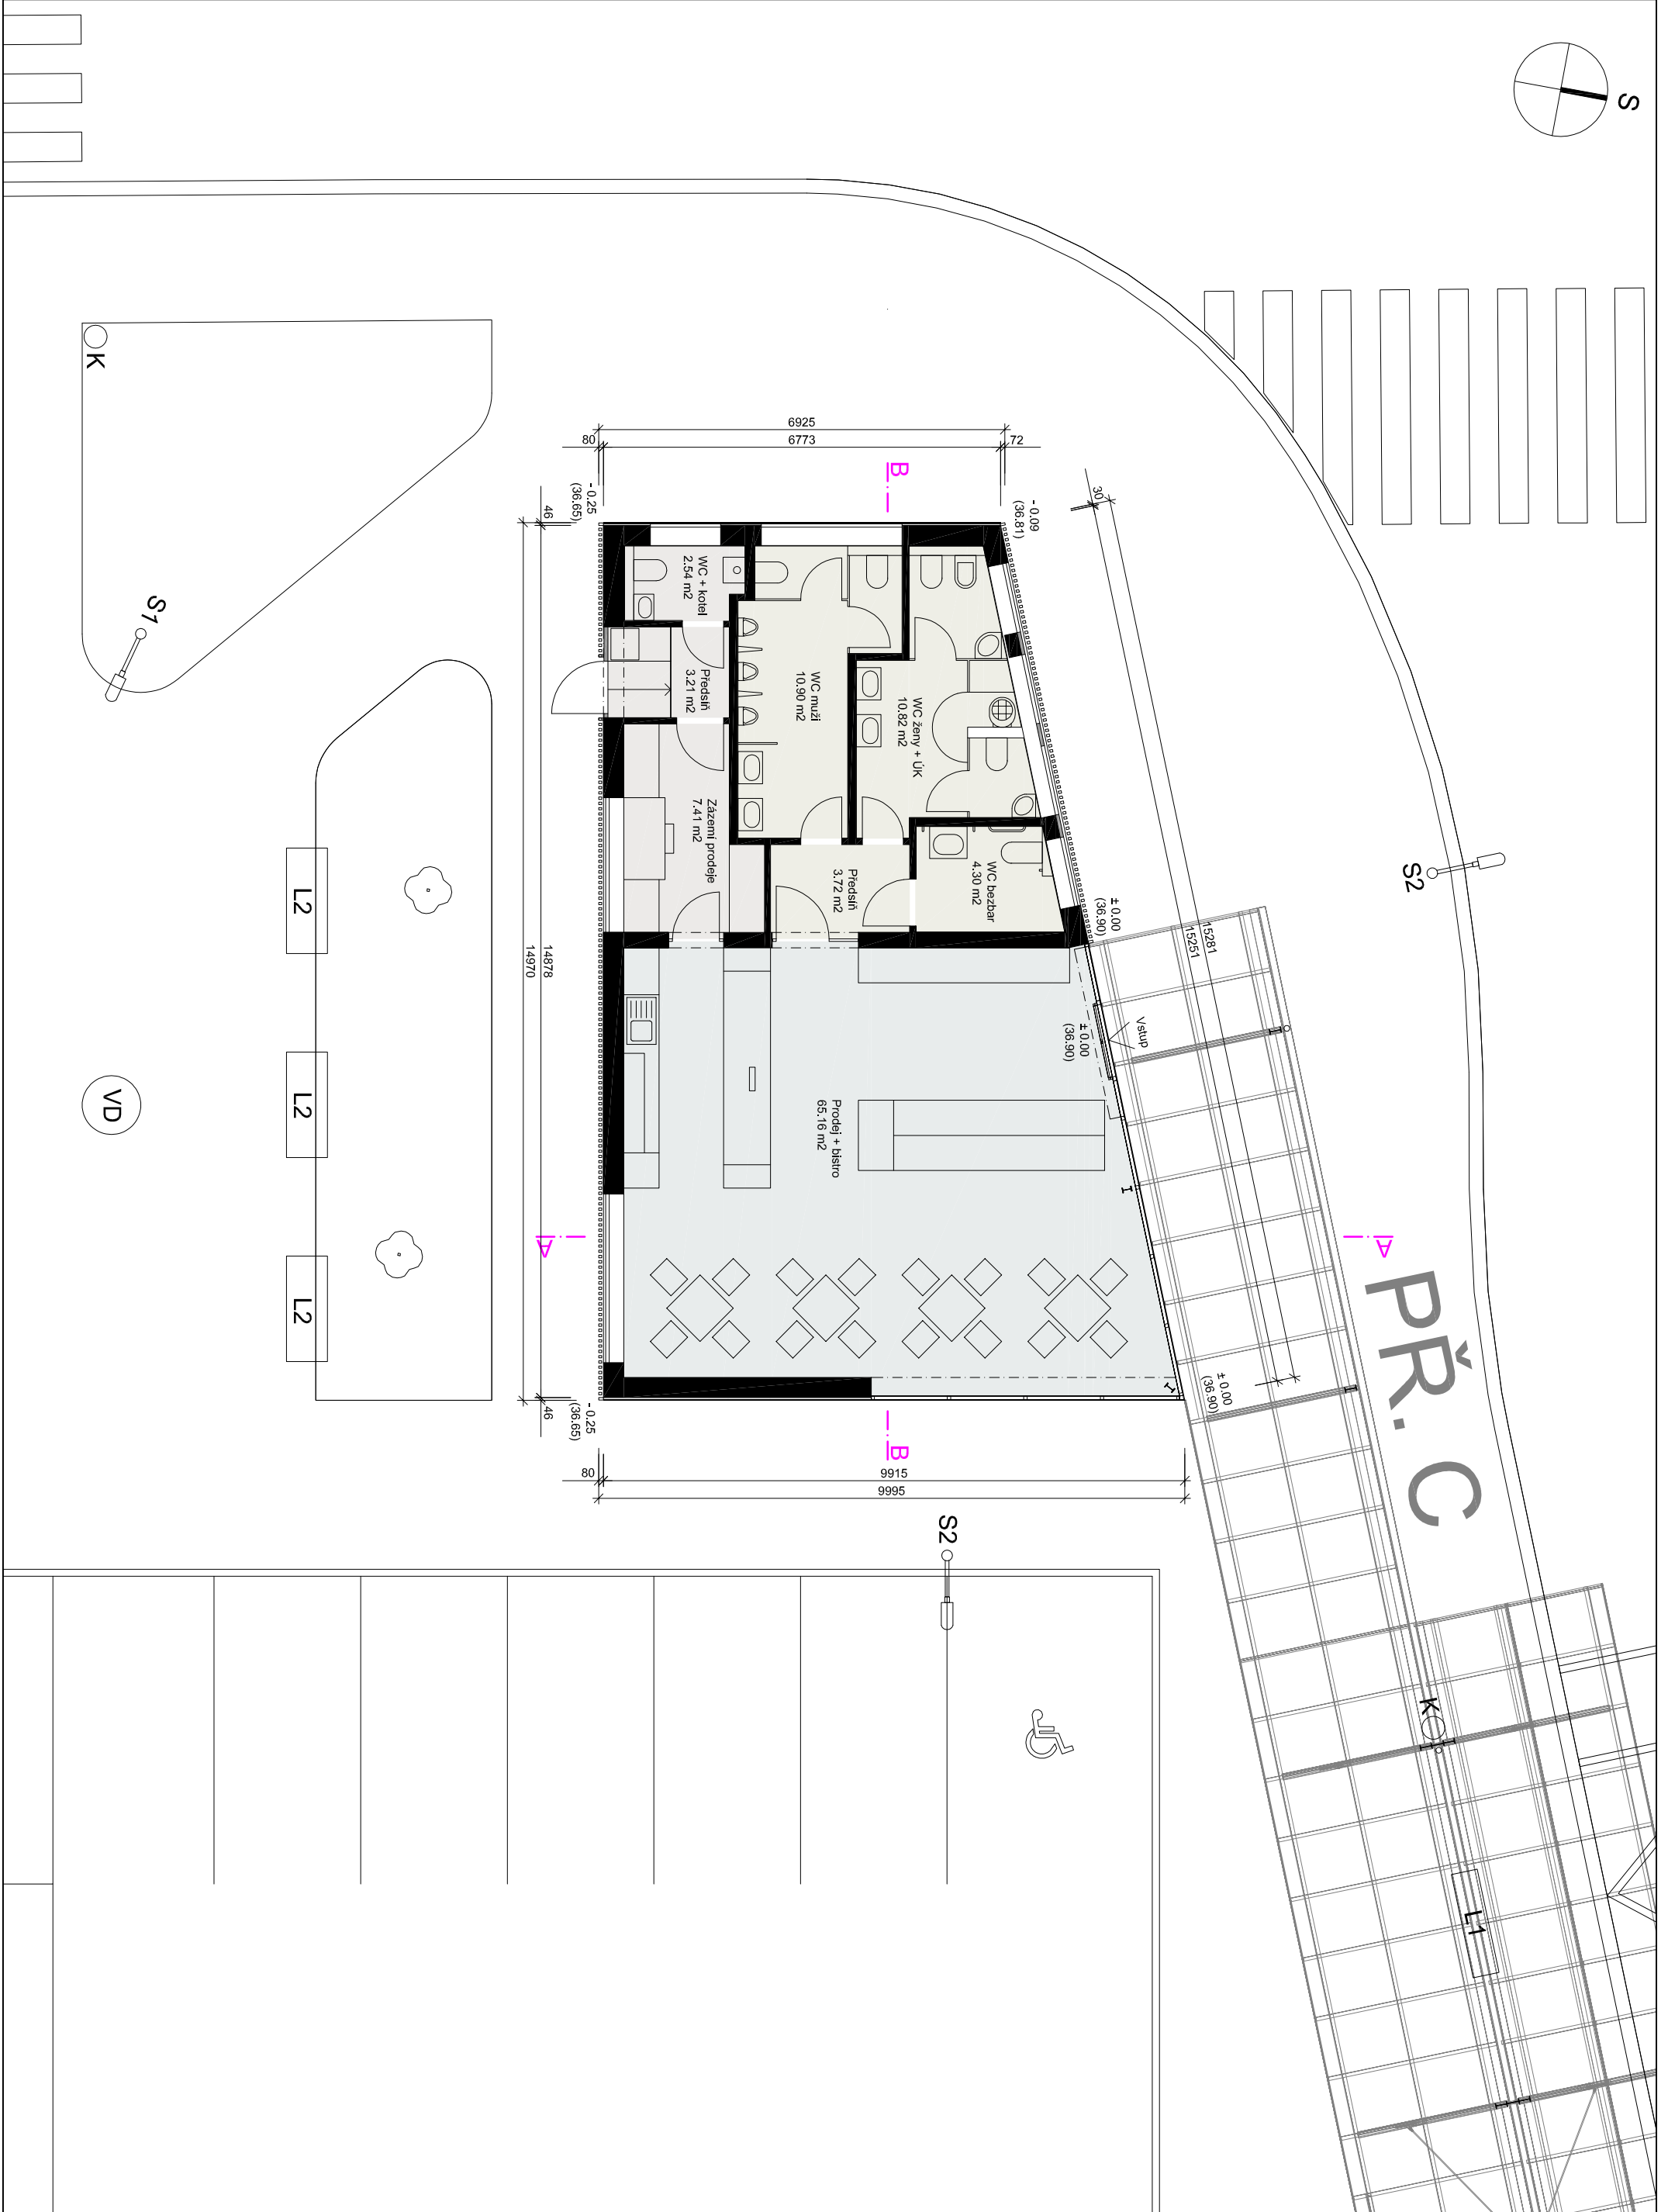 S
K
S1
S2
6925
6773
80
72
B
- 0.25
(36.65)
46
- 0.09
(36.81)
30
WC + kotel
2.54 m2
Předsíň
3.21 m2
WC muži
10.90 m2
WC ženy + ÚK
10.82 m2
Zázemí prodeje
7.41 m2
Předsíň
3.72 m2
WC bezbar
4.30 m2
± 0.00
(36.90)
15281
15251
Vstup
± 0.00
(36.90)
Prodej + bistro
65.16 m2
14878
14970
L2
L2
L2
VD
A
A
PŘ. C
± 0.00
(36.90)
46
- 0.25
(36.65)
B
80
9915
9995
S2
K
L1